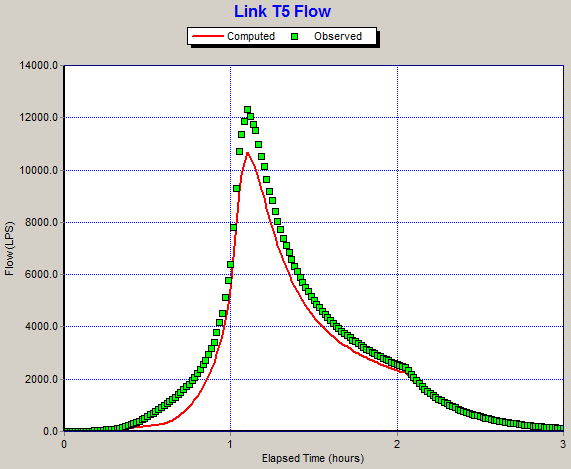 Link T5 Flow
Computed Observed
14000.0
12000.0
10000.0
8000.0
6000.0
4000.0
2000.0
0.0
Flow (LPS)
0 1 2 3
Elapsed Time (hours)